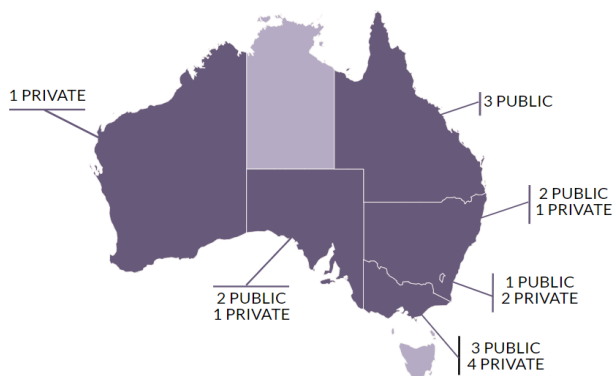 1 PRIVATE
3 PUBLIC
2 PUBLIC
1 PRIVATE
1 PUBLIC
2 PRIVATE
2 PUBLIC
1 PRIVATE
3 PUBLIC
4 PRIVATE